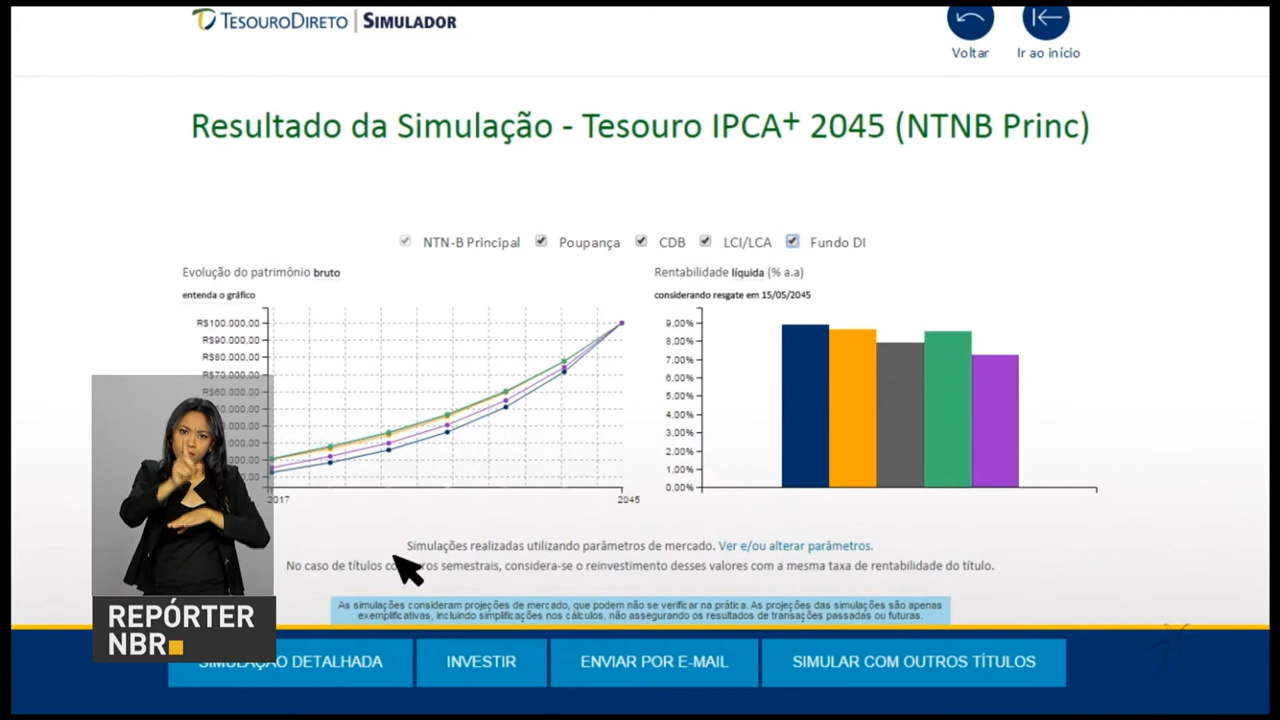 TESOURODIRETO | SIMULADOR
Voltar
Ir ao início
Resultado da Simulação - Tesouro IPCA+ 2045 (NTNB Princ)
NTN-B Principal
Poupança
CDB
LCI/LCA
Fundo DI
Evolução do patrimônio bruto
entenda o gráfico
R$100.000,00
R$90.000,00
R$80.000,00
R$70.000,00
R$60.000,00
2017
2045
Rentabilidade líquida (% a.a)
considerando resgate em 15/05/2045
9,00%
8,00%
7,00%
6,00%
5,00%
4,00%
3,00%
2,00%
1,00%
0,00%
Simulações realizadas utilizando parâmetros de mercado. Ver e/ou alterar parâmetros.
No caso de títulos semestrais, considera-se o reinvestimento desses valores com a mesma taxa de rentabilidade do título.
As simulações consideram projeções de mercado, que podem não se verificar na prática. As projeções das simulações são apenas
exemplificativas, incluindo simplificações nos cálculos, não assegurando os resultados de transações passadas ou futuras.
REPÓRTER
NBR
SIMULAÇÃO DETALHADA
INVESTIR
ENVIAR POR E-MAIL
SIMULAR COM OUTROS TÍTULOS